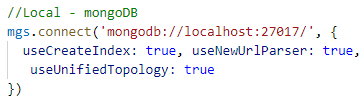 //Local - mongoDB
mgs.connect('mongodb://localhost:27017/', {
useCreateIndex: true, useNewUrlParser: true,
useUnifiedTopology: true
})